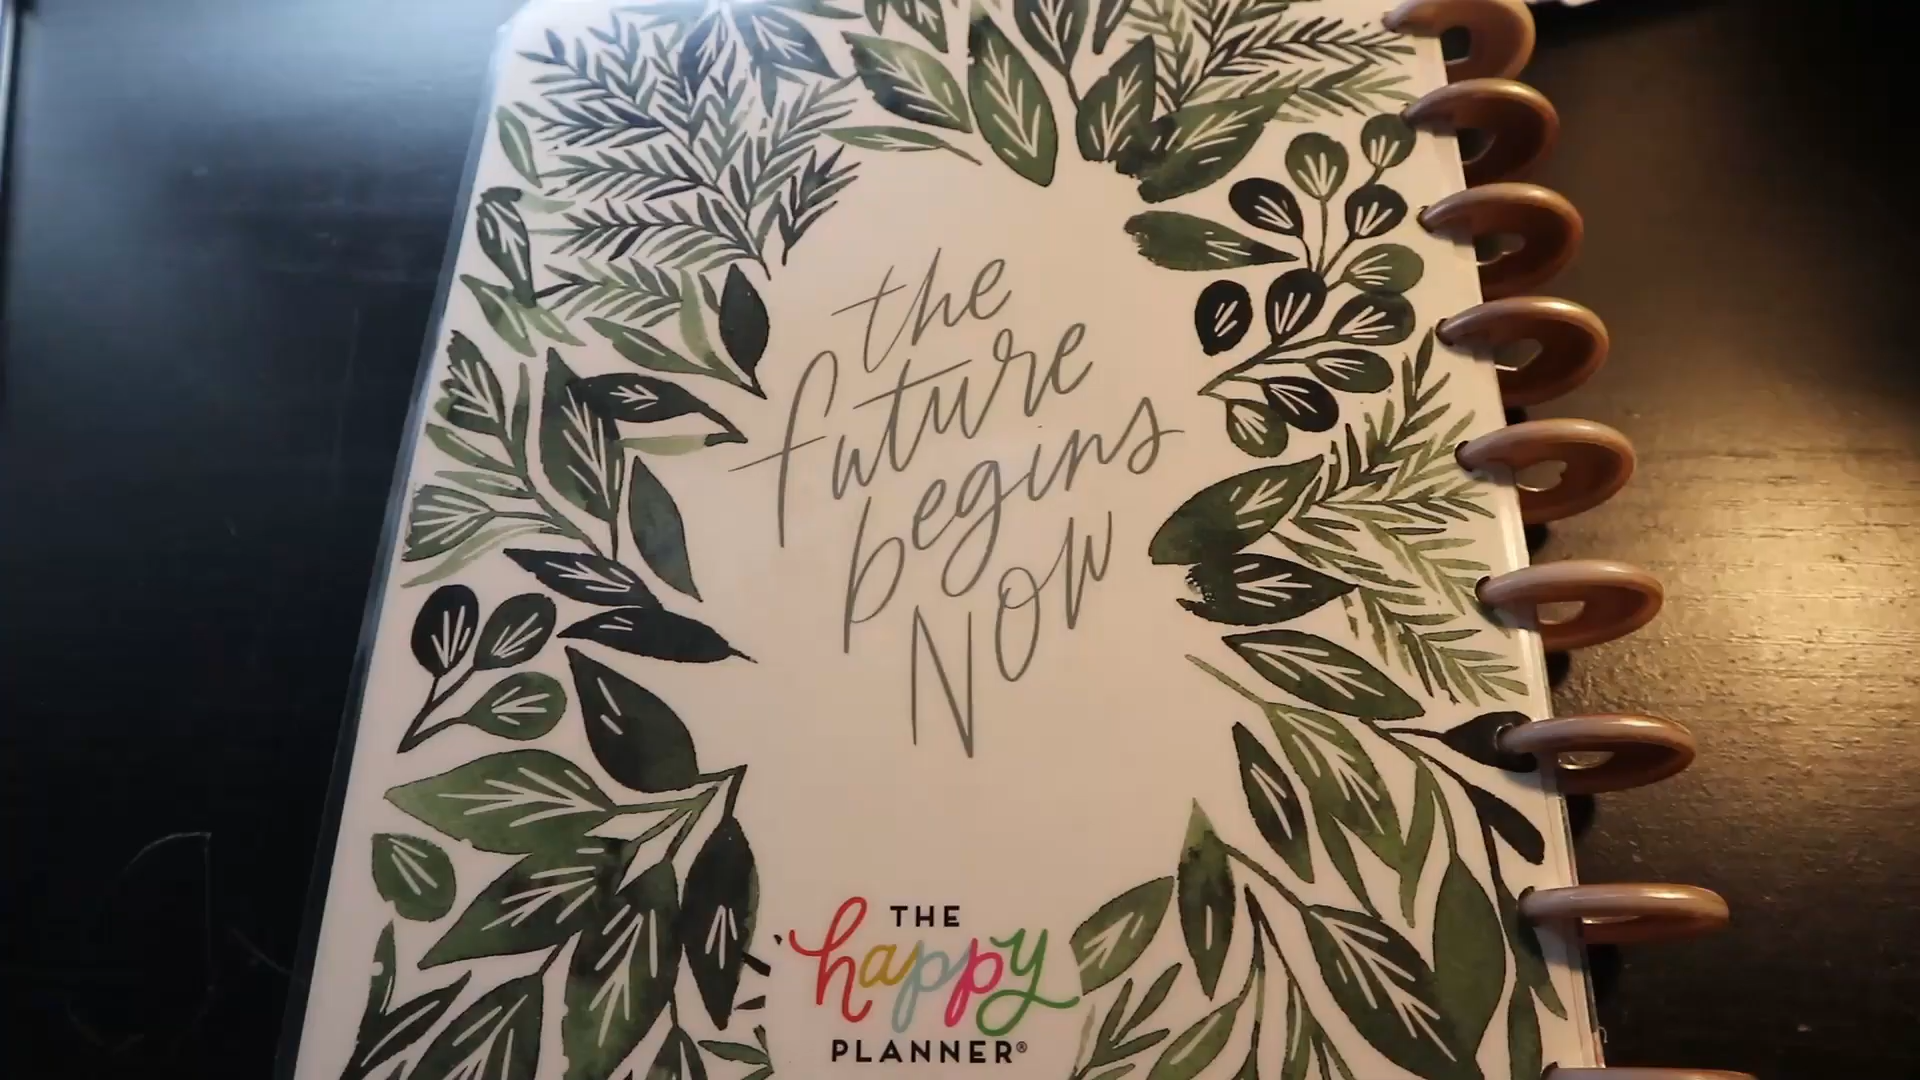 the
future
begins
NOW
THE
happy
PLANNER®